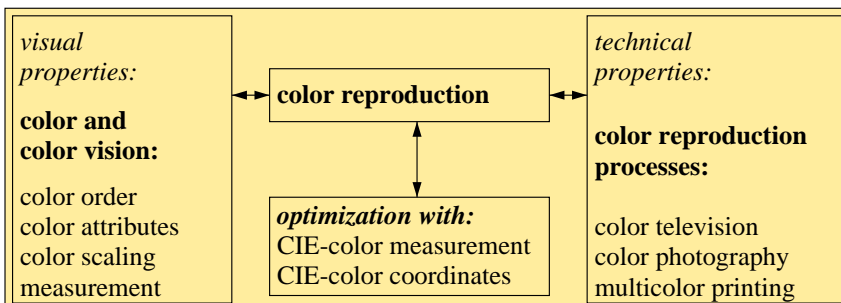 visual
properties:
color and
color vision:
color order
color attributes
color scaling
measurement
color reproduction
optimization with:
CIE-color measurement
CIE-color coordinates
technical
properties:
color reproduction
processes:
color television
color photography
multicolor printing